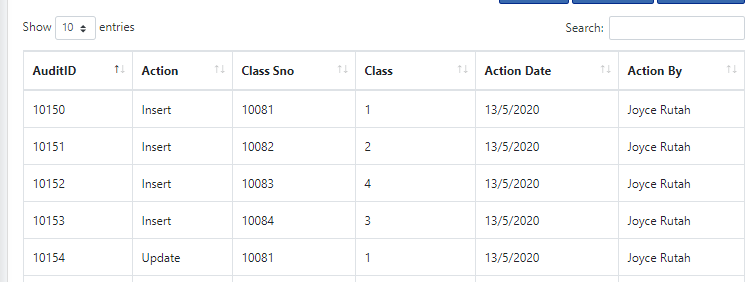 Show 10 entries Search:
AuditID Action Class Sno Class Action Date Action By
10150 Insert 10081 1 13/5/2020 Joyce Rutah
10151 Insert 10082 2 13/5/2020 Joyce Rutah
10152 Insert 10083 4 13/5/2020 Joyce Rutah
10153 Insert 10084 3 13/5/2020 Joyce Rutah
10154 Update 10081 1 13/5/2020 Joyce Rutah